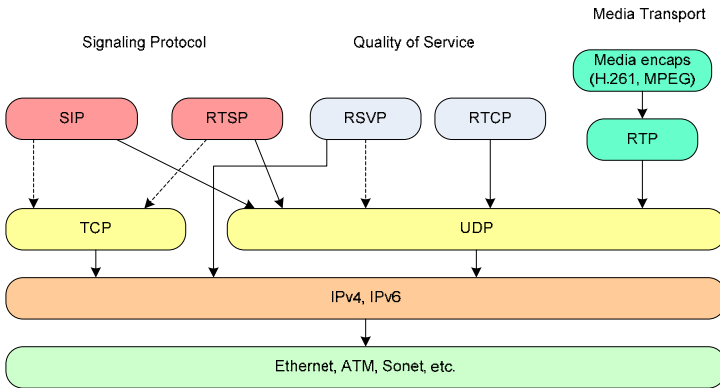 Media Transport
Signaling Protocol
Quality of Service
Media encaps
(H.261, MPEG)
SIP
RTSP
RSVP
RTCP
RTP
TCP
UDP
IPv4, IPv6
Ethernet, ATM, Sonet, etc.